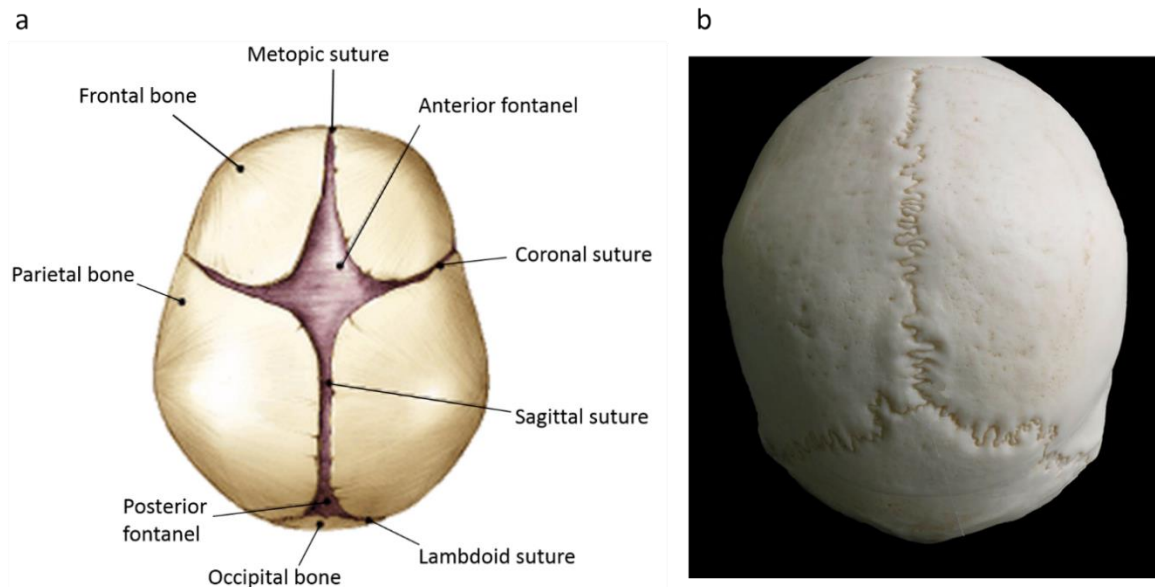 a
b
Metopic suture
Frontal bone
Anterior fontanel
Coronal suture
Parietal bone
Sagittal suture
Posterior
fontanel
Lambdoid suture
Occipital bone